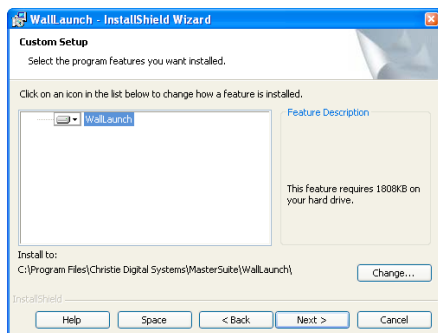 WallLaunch - InstallShield Wizard
Custom Setup
Select the program features you want installed.
Click on an icon in the list below to change how a feature is installed.
WallLaunch
Feature Description
This feature requires 1808KB on
your hard drive.
Install to:
C:\Program Files\Christie Digital Systems\MasterSuite\WallLaunch\
Change...
InstallShield
Help
Space
< Back
Next >
Cancel